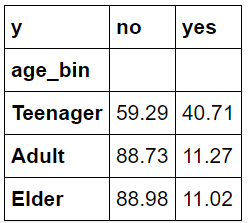 y no yes
age_bin
Teenager 59.29 40.71
Adult 88.73 11.27
Elder 88.98 11.02